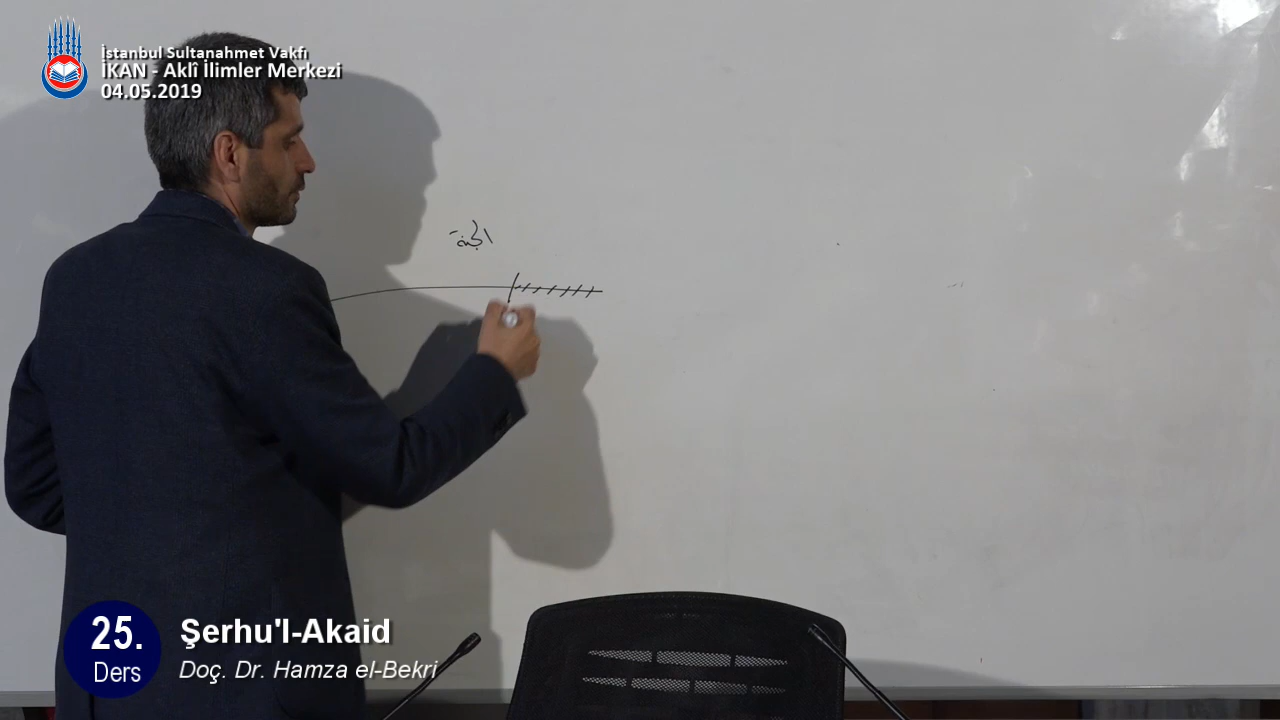 İstanbul Sultanahmet Vakfı
İKAN - Aklî İlimler Merkezi
04.05.2019
الجنة
25.
Ders
Şerhu'l-Akaid
Doç. Dr. Hamza el-Bekri